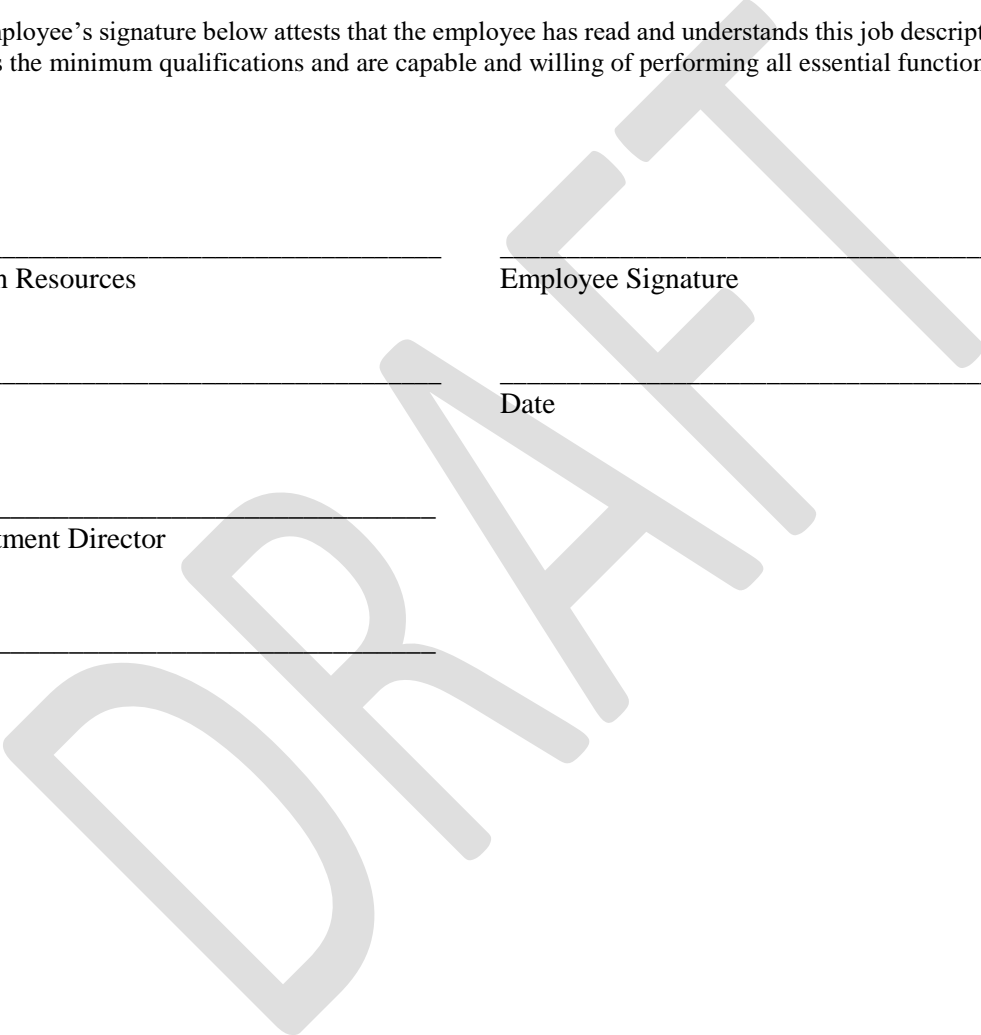 mployee’s signature below attests that the employee has read and understands this job descript
s the minimum qualifications and are capable and willing of performing all essential function
n Resources
Employee Signature
Date
tment Director
DRAFT